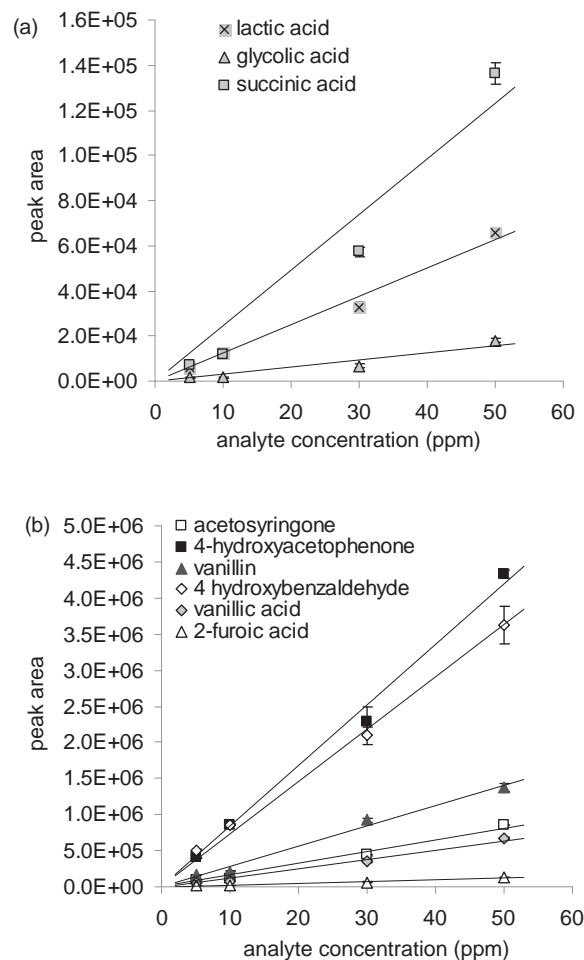 (a)
lactic acid
glycolic acid
succinic acid
1.6E+05
1.4E+05
1.2E+05
1.0E+05
8.0E+04
6.0E+04
4.0E+04
2.0E+04
0.0E+00
peak area
0 10 20 30 40 50 60
analyte concentration (ppm)
(b)
acetosyringone
4-hydroxyacetophenone
vanillin
4 hydroxybenzaldehyde
vanillic acid
2-furoic acid
5.0E+06
4.5E+06
4.0E+06
3.5E+06
3.0E+06
2.5E+06
2.0E+06
1.5E+06
1.0E+06
5.0E+05
0.0E+00
peak area
0 10 20 30 40 50 60
analyte concentration (ppm)